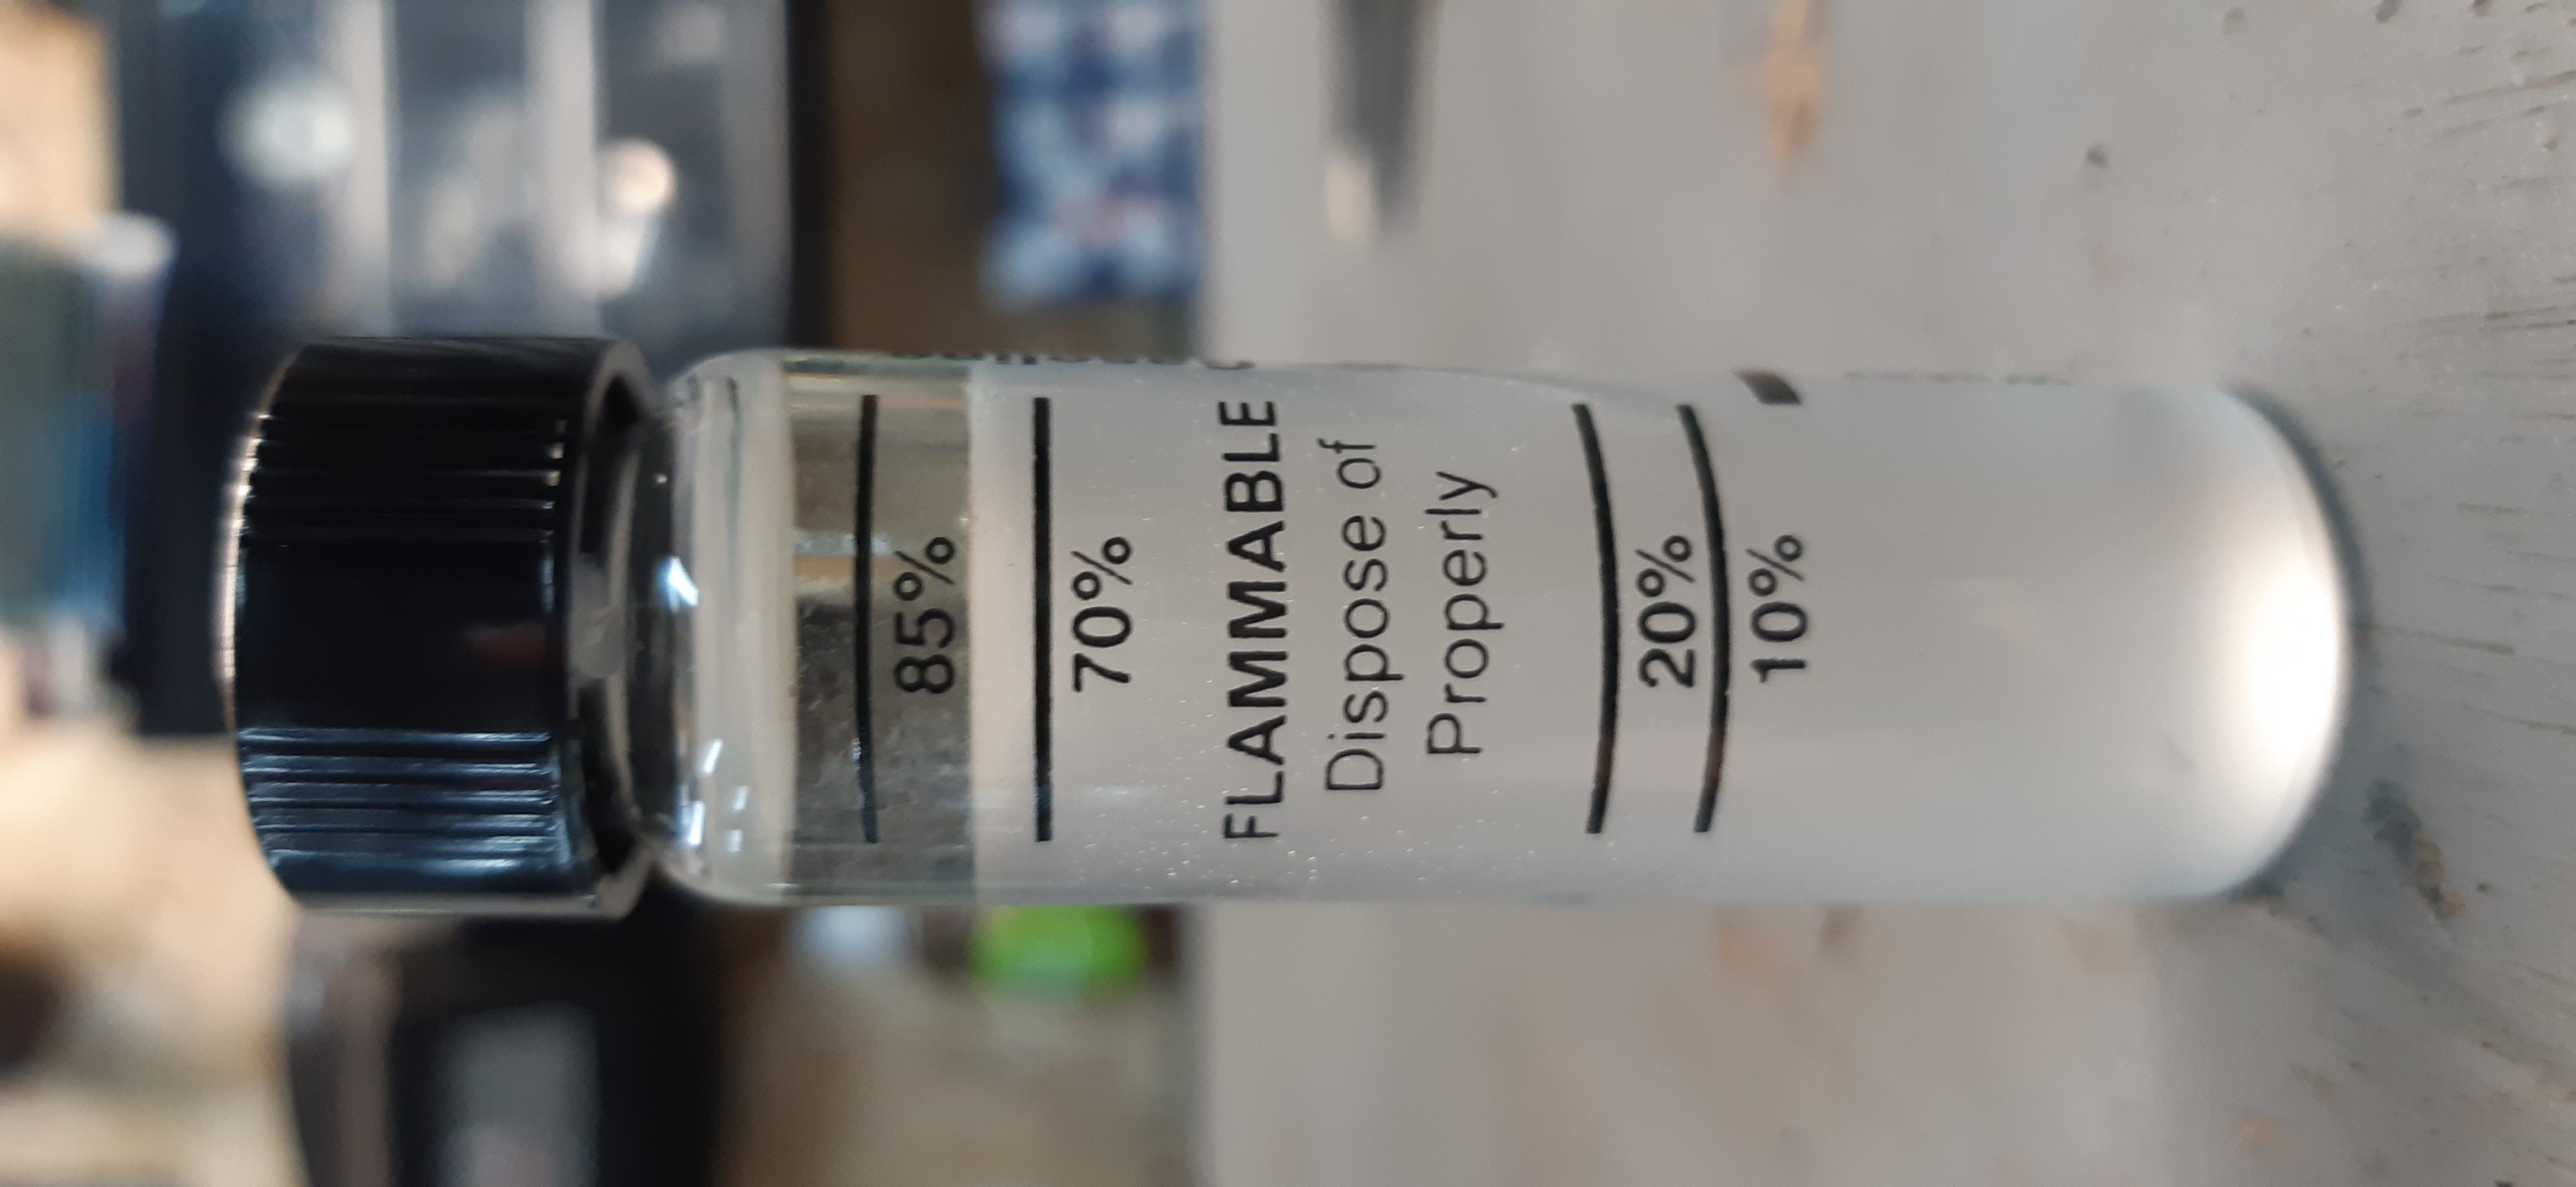 85%
70%
FLAMMABLE
Dispose of
Properly
20%
10%